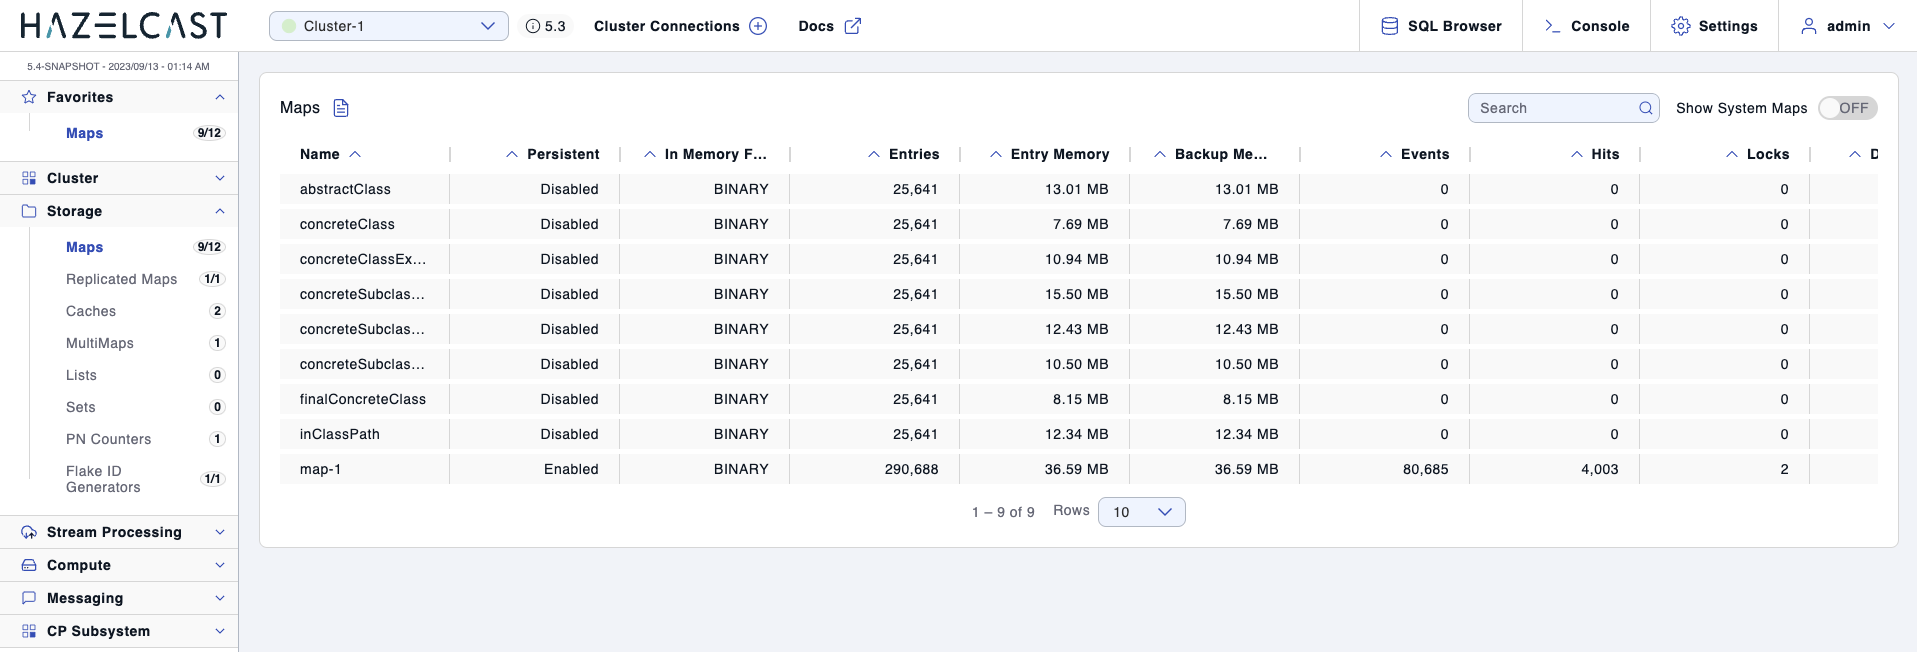 HAZELCAST
Cluster-1
5.3
Cluster Connections
Docs
SQL Browser
Console
Settings
admin
5.4-SNAPSHOT - 2023/09/13 - 01:14 AM
Favorites
Maps 9/12
Cluster
Storage
Maps 9/12
Replicated Maps 1/1
Caches 2
MultiMaps 1
Lists 0
Sets 0
PN Counters 1
Flake ID
Generators 1/1
Stream Processing
Compute
Messaging
CP Subsystem
Maps
Search
Show System Maps OFF
Name Persistent In Memory F... Entries Entry Memory Backup Me... Events Hits Locks D
abstractClass Disabled BINARY 25,641 13.01 MB 13.01 MB 0 0 0
concreteClass Disabled BINARY 25,641 7.69 MB 7.69 MB 0 0 0
concreteClassEx... Disabled BINARY 25,641 10.94 MB 10.94 MB 0 0 0
concreteSubclas... Disabled BINARY 25,641 15.50 MB 15.50 MB 0 0 0
concreteSubclas... Disabled BINARY 25,641 12.43 MB 12.43 MB 0 0 0
concreteSubclas... Disabled BINARY 25,641 10.50 MB 10.50 MB 0 0 0
finalConcreteClass Disabled BINARY 25,641 8.15 MB 8.15 MB 0 0 0
inClassPath Disabled BINARY 25,641 12.34 MB 12.34 MB 0 0 0
map-1 Enabled BINARY 290,688 36.59 MB 36.59 MB 80,685 4,003 2
1 – 9 of 9 Rows 10